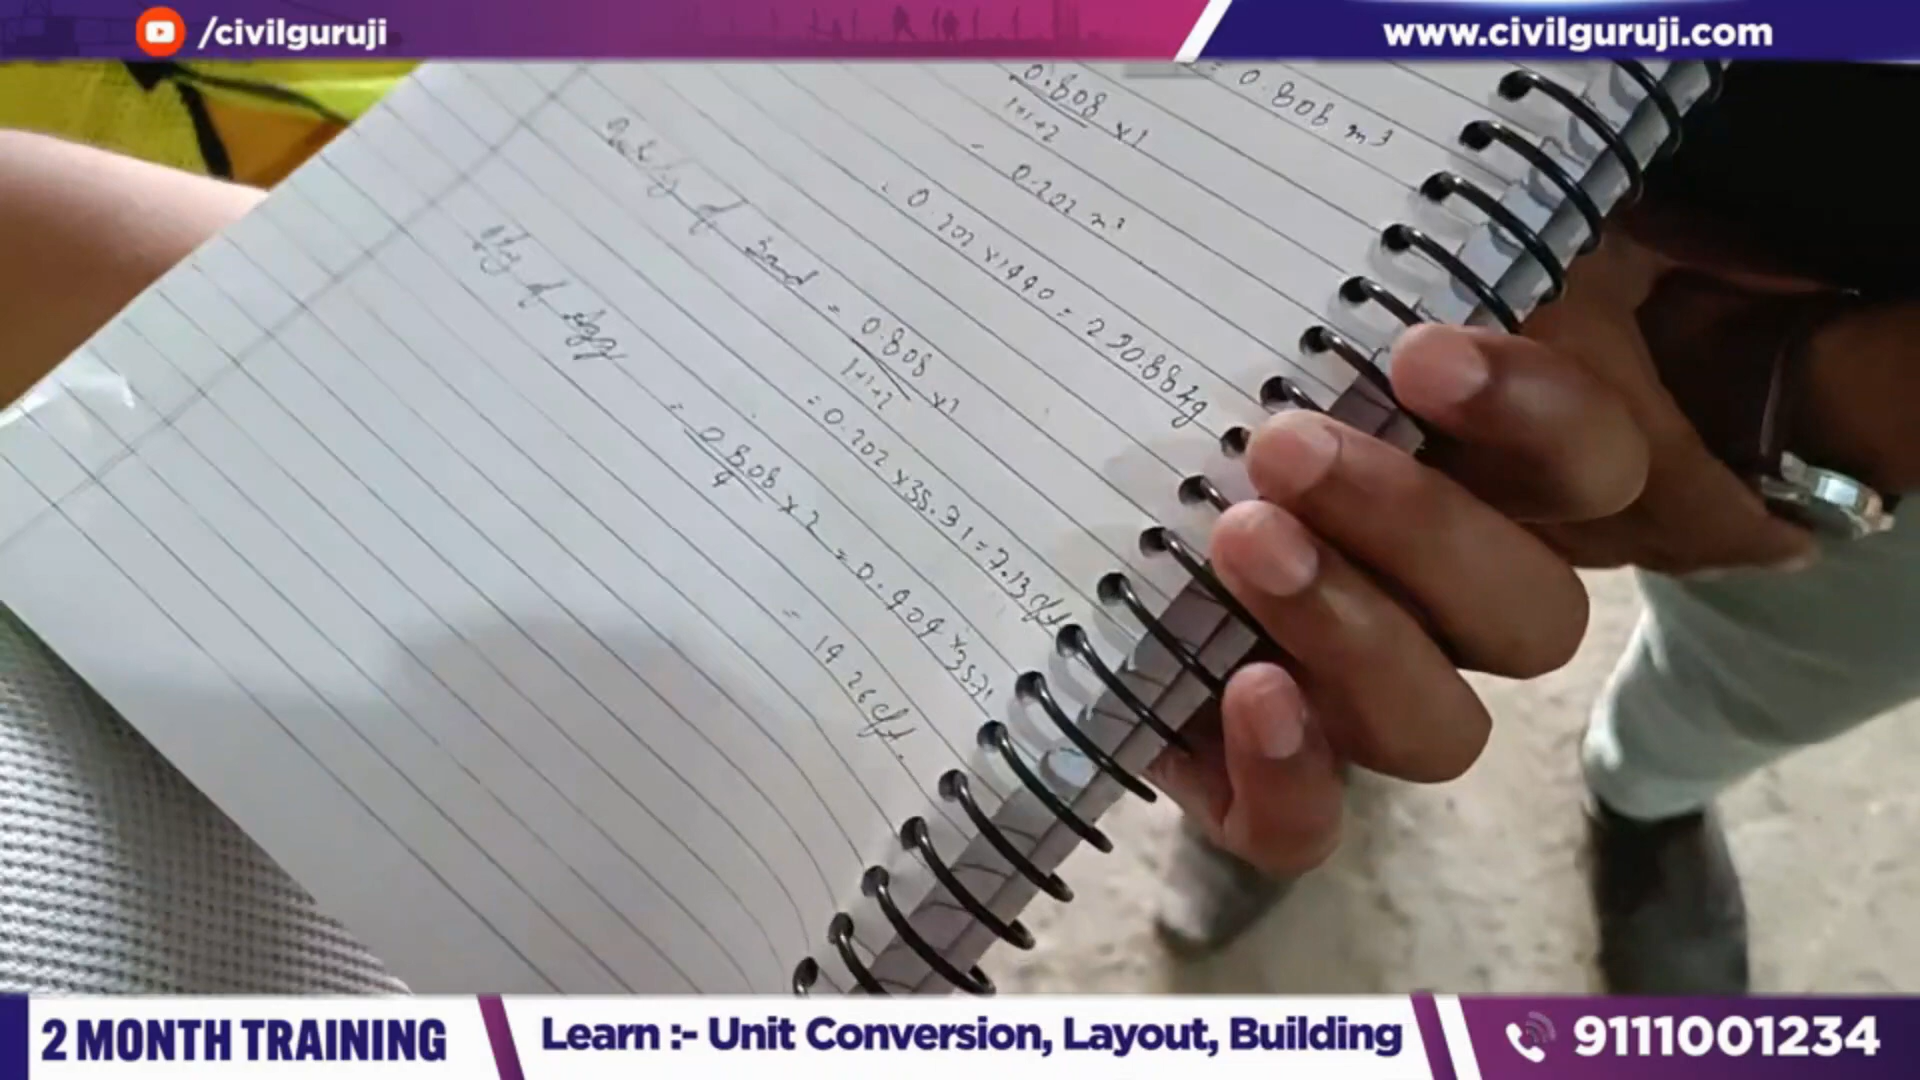 /civilguruji
www.civilguruji.com
= 0.808 m³
0.808 x1
1+1+2
= 0.202 m³
= 0.202 x1440 = 290.88 kg
of Sand = 0.808 x1
1+1+2
= 0.202 x35.31 = 7.13 cft
Qty of Agg
= 0.808 x2 = 0.404 x35.31
4
= 14.26 cft.
2 MONTH TRAINING
Learn :- Unit Conversion, Layout, Building
9111001234